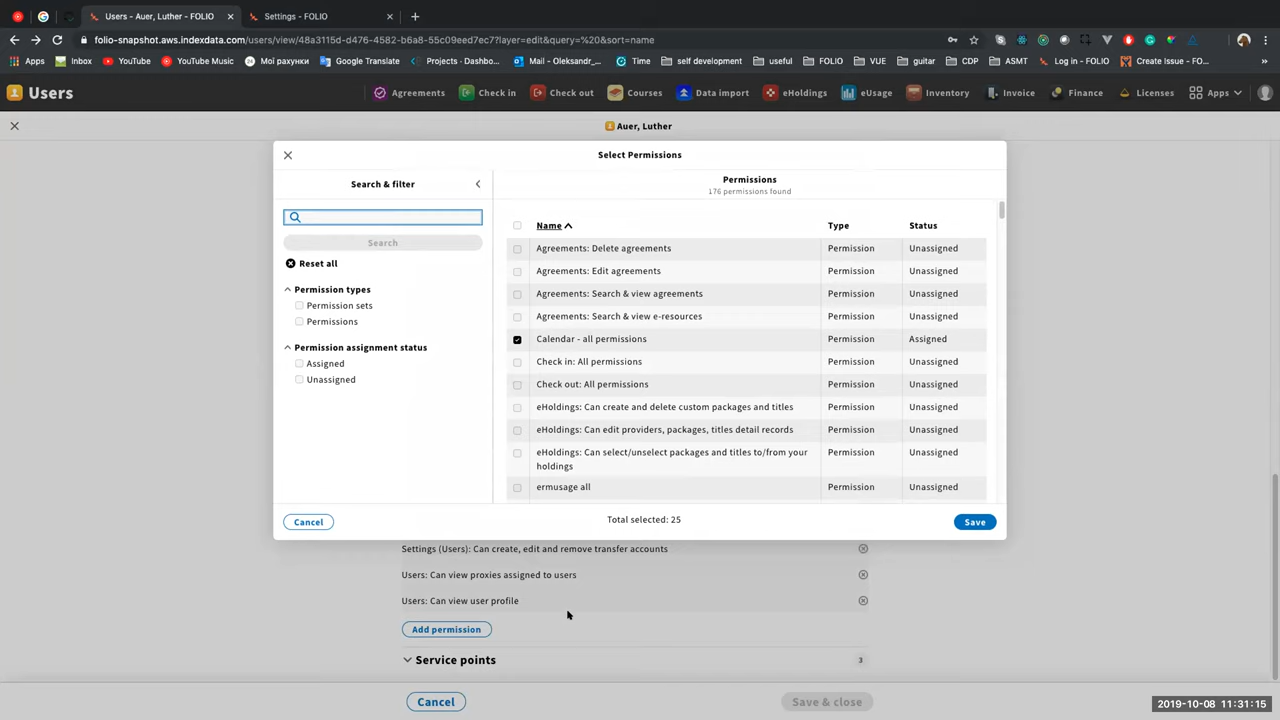 Users - Auer, Luther - FOLIO
Settings - FOLIO
folio-snapshot.aws.indexdata.com/users/view/48a3115d-d476-4582-b6a8-55c09eed7ec7?layer=edit&query=%20&sort=name
Apps
Inbox
YouTube
YouTube Music
Мої рахунки
Google Translate
Projects - Dashbo...
Mail - Oleksandr_...
Time
self development
useful
FOLIO
VUE
guitar
CDP
ASMT
Log in - FOLIO
Create Issue - FO...
Users
Agreements
Check in
Check out
Courses
Data import
eHoldings
eUsage
Inventory
Invoice
Finance
Licenses
Apps
Auer, Luther
Select Permissions
Search & filter
Search
Reset all
Permission types
Permission sets
Permissions
Permission assignment status
Assigned
Unassigned
Permissions
176 permissions found
Name Type Status
Agreements: Delete agreements Permission Unassigned
Agreements: Edit agreements Permission Unassigned
Agreements: Search & view agreements Permission Unassigned
Agreements: Search & view e-resources Permission Unassigned
Calendar - all permissions Permission Assigned
Check in: All permissions Permission Unassigned
Check out: All permissions Permission Unassigned
eHoldings: Can create and delete custom packages and titles Permission Unassigned
eHoldings: Can edit providers, packages, titles detail records Permission Unassigned
eHoldings: Can select/unselect packages and titles to/from your Permission Unassigned
holdings
ermusage all Permission Unassigned
Cancel
Total selected: 25
Save
Settings (Users): Can create, edit and remove transfer accounts
Users: Can view proxies assigned to users
Users: Can view user profile
Add permission
Service points
3
Cancel
Save & close
2019-10-08 11:31:15